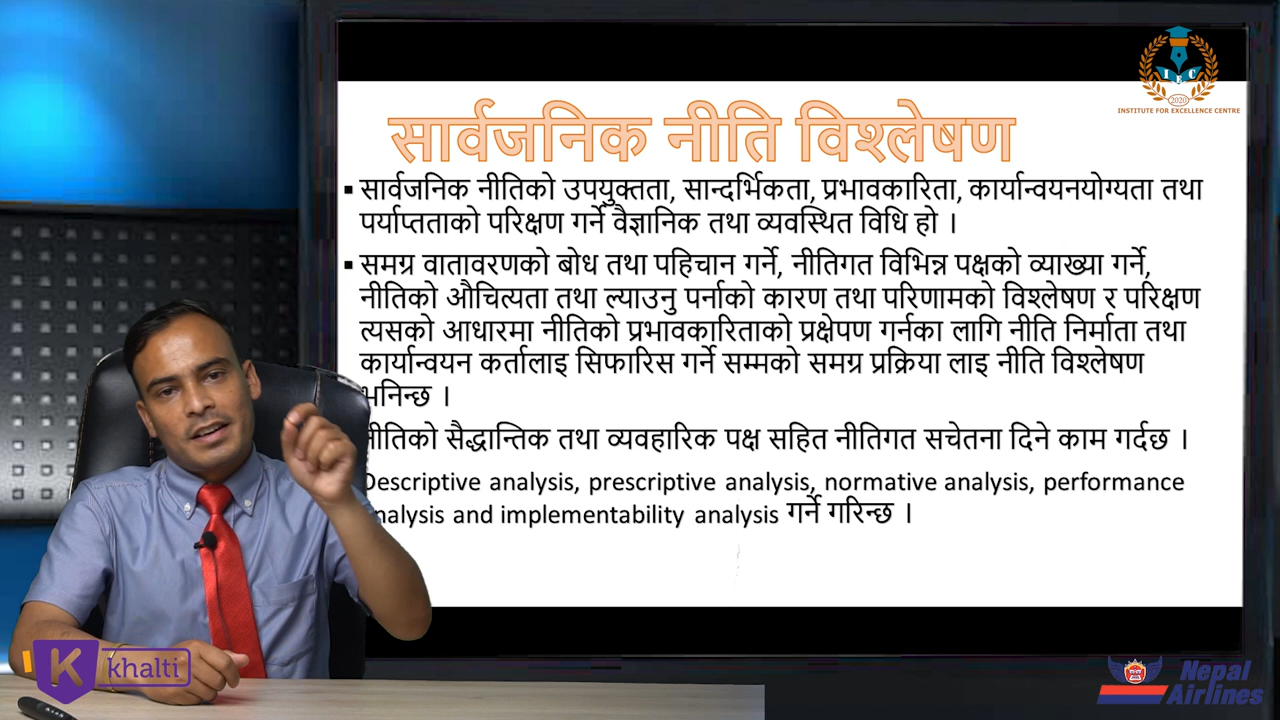 I E C
2020
INSTITUTE FOR EXCELLENCE CENTRE
सार्वजनिक नीति विश्लेषण
▪ सार्वजनिक नीतिको उपयुक्तता, सान्दर्भिकता, प्रभावकारिता, कार्यान्वयनयोग्यता तथा
पर्याप्तताको परिक्षण गर्ने वैज्ञानिक तथा व्यवस्थित विधि हो ।
▪ समग्र वातावरणको बोध तथा पहिचान गर्ने, नीतिगत विभिन्न पक्षको व्याख्या गर्ने,
नीतिको औचित्यता तथा ल्याउनु पर्नाको कारण तथा परिणामको विश्लेषण र परिक्षण
त्यसको आधारमा नीतिको प्रभावकारिताको प्रक्षेपण गर्नका लागि नीति निर्माता तथा
कार्यान्वयन कर्तालाइ सिफारिस गर्ने सम्मको समग्र प्रक्रिया लाइ नीति विश्लेषण
भनिन्छ ।
नीतिको सैद्धान्तिक तथा व्यवहारिक पक्ष सहित नीतिगत सचेतना दिने काम गर्दछ ।
Descriptive analysis, prescriptive analysis, normative analysis, performance
analysis and implementability analysis गर्ने गरिन्छ ।
K khalti
Nepal
Airlines